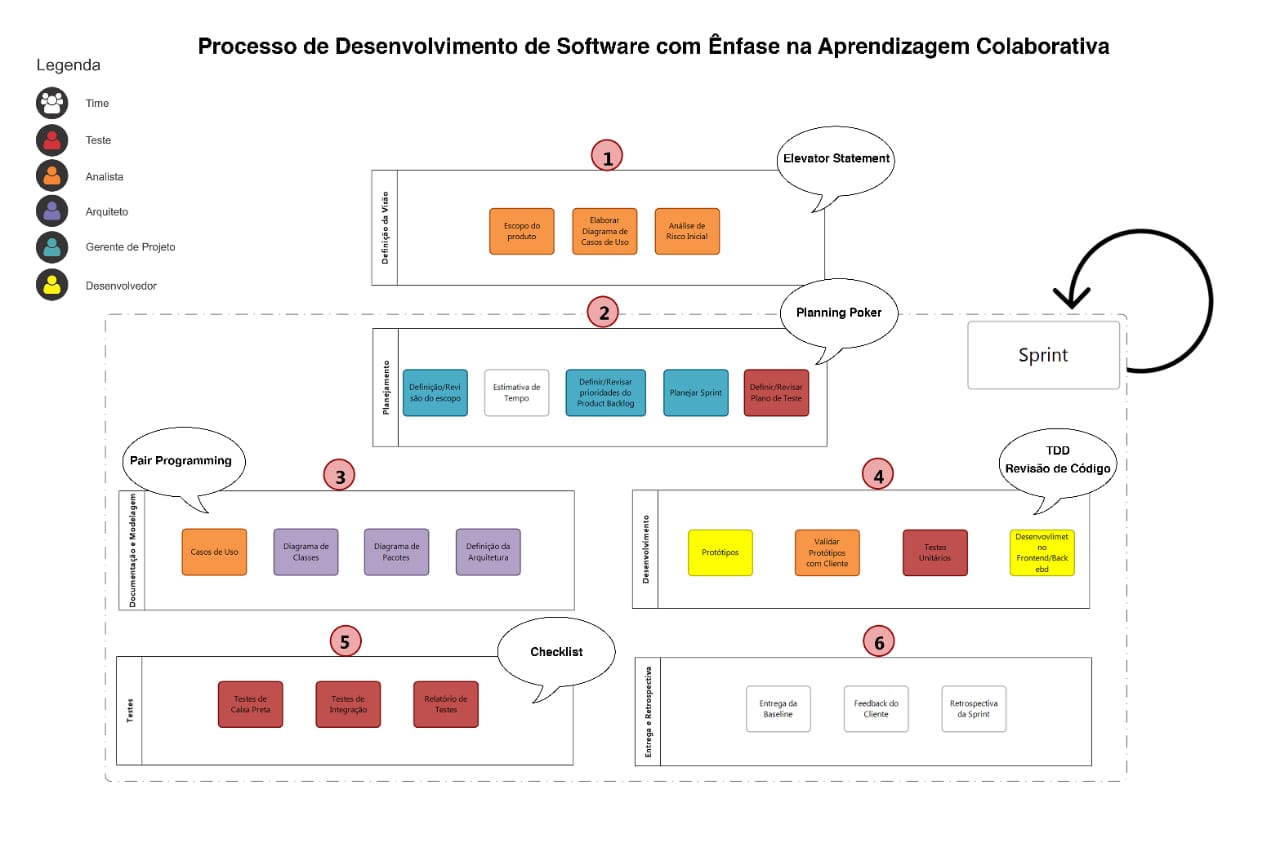 Processo de Desenvolvimento de Software com Ênfase na Aprendizagem Colaborativa
Legenda
Time
Teste
Analista
Arquiteto
Gerente de Projeto
Desenvolvedor
1
Elevator Statement
Definição da Visão
Escopo do
produto
Elaborar
Diagrama de
Casos de Uso
Análise de
Risco Inicial
2
Planning Poker
Sprint
Planejamento
Definição/Revi
são do escopo
Estimativa de
Tempo
Definir/Revisar
prioridades do
Product Backlog
Planejar Sprint
Definir/Revisar
Plano de Teste
Pair Programming
3
Documentação e Modelagem
Casos de Uso
Diagrama de
Classes
Diagrama de
Pacotes
Definição da
Arquitetura
4
TDD
Revisão de Código
Desenvolvimento
Protótipos
Validar
Protótipos
com Cliente
Testes
Unitários
Desenvovlimet
no
Frontend/Back
ebd
5
Checklist
Testes
Testes de
Caixa Preta
Testes de
Integração
Relatório de
Testes
6
Entrega e Retrospectiva
Entrega da
Baseline
Feedback do
Cliente
Retrospectiva
da Sprint